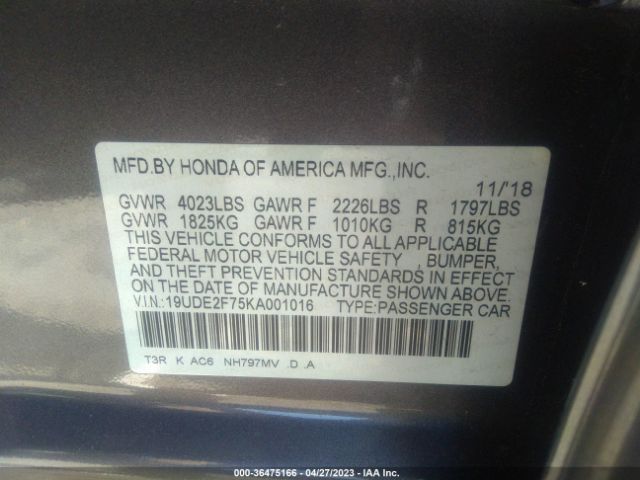 MFD.BY HONDA OF AMERICA MFG.,INC.
11/'18
GVWR 4023LBS GAWR F 2226LBS R 1797LBS
GVWR 1825KG GAWR F 1010KG R 815KG
THIS VEHICLE CONFORMS TO ALL APPLICABLE
FEDERAL MOTOR VEHICLE SAFETY , BUMPER,
AND THEFT PREVENTION STANDARDS IN EFFECT
ON THE DATE OF MANUFACTURE SHOWN ABOVE.
V.I.N.:19UDE2F75KA001016 TYPE:PASSENGER CAR
T3R K AC6 NH797MV .D .A
000-36475166 - 04/27/2023 - IAA Inc.